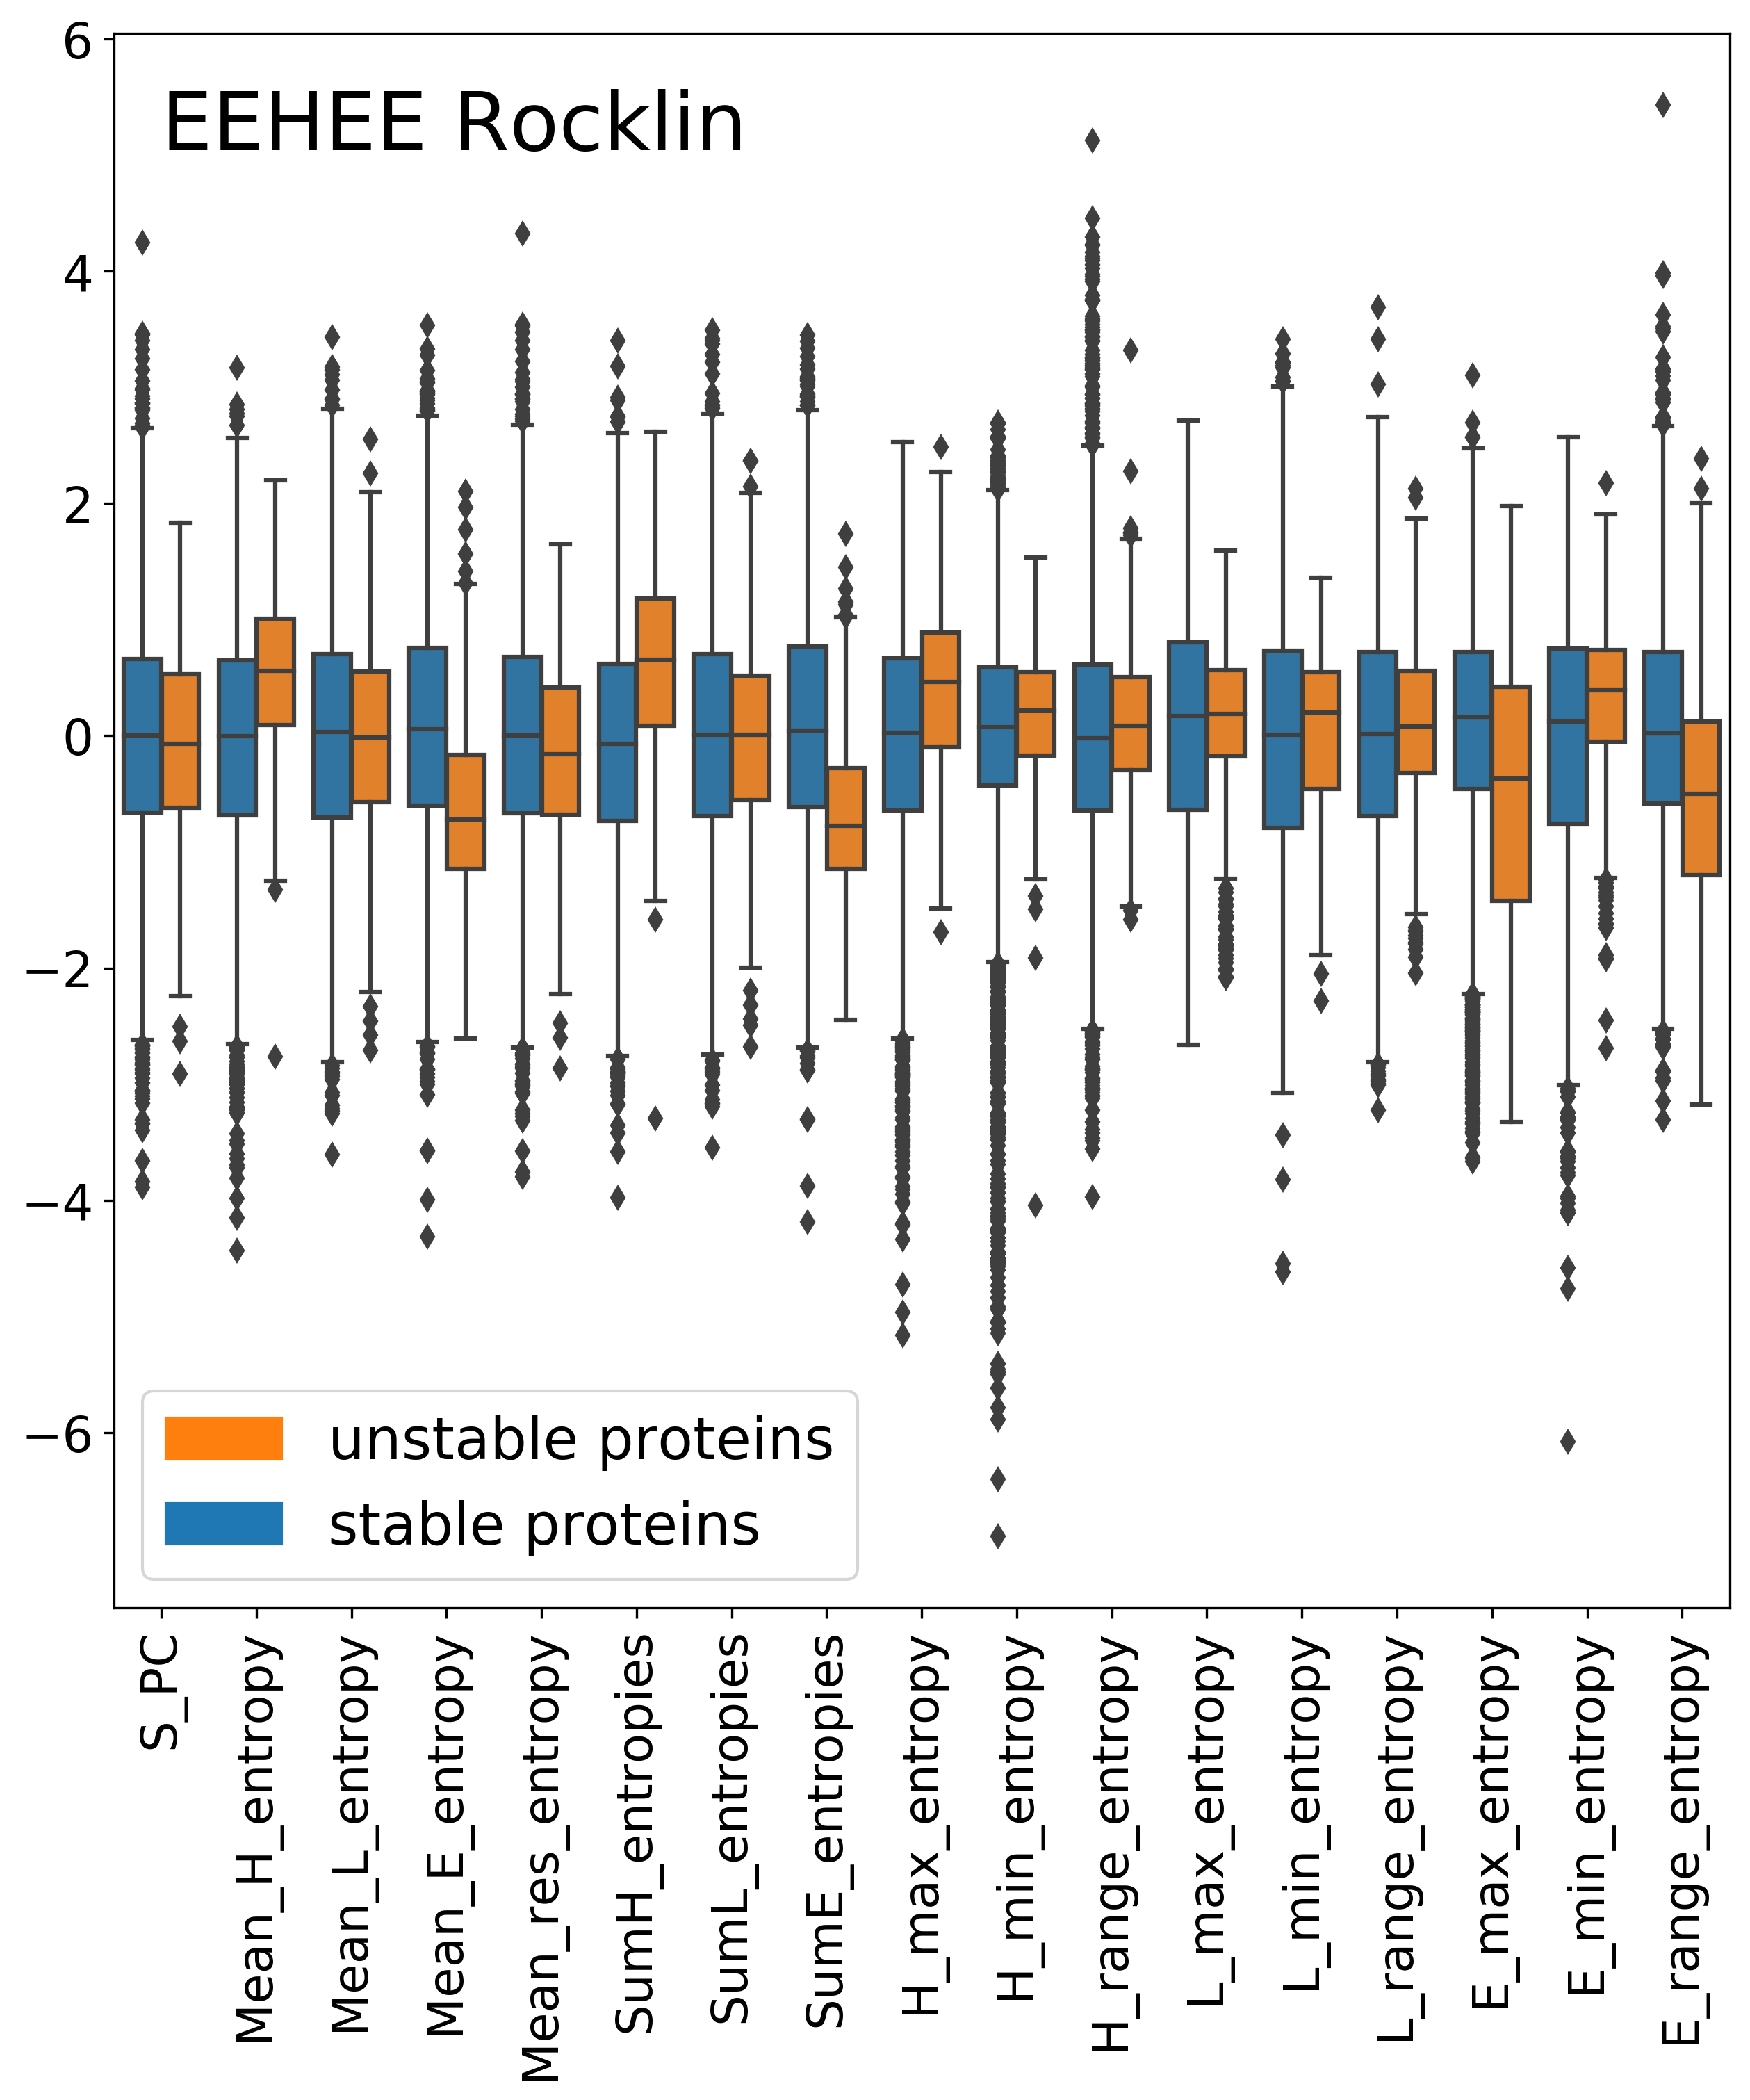 EEHEE Rocklin
6
4
2
0
−2
−4
−6
unstable proteins
stable proteins
S_PC
Mean_H_entropy
Mean_L_entropy
Mean_E_entropy
Mean_res_entropy
SumH_entropies
SumL_entropies
SumE_entropies
H_max_entropy
H_min_entropy
H_range_entropy
L_max_entropy
L_min_entropy
L_range_entropy
E_max_entropy
E_min_entropy
E_range_entropy